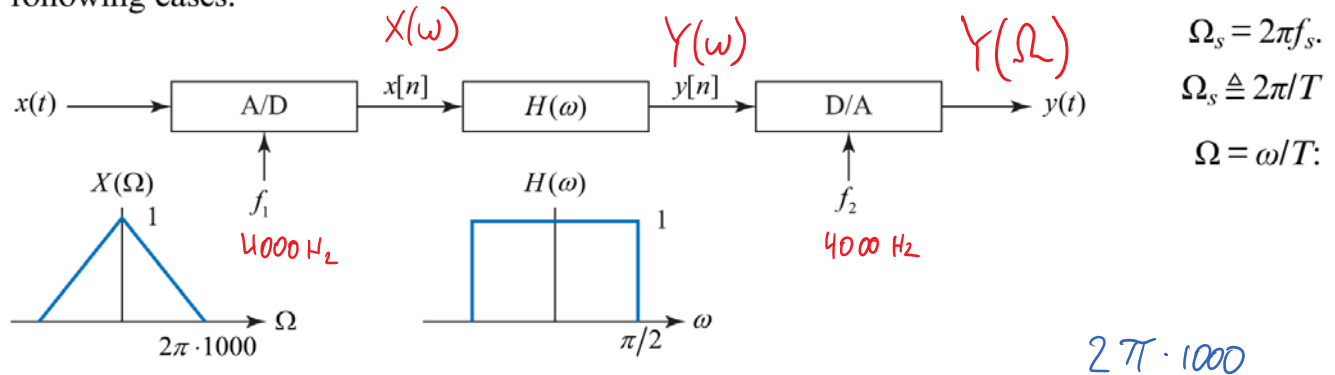 following cases.
X(ω) Y(ω) Y(Ω) Ωₛ = 2πfₛ.
x(t) A/D x[n] H(ω) y[n] D/A y(t) Ωₛ ≜ 2π/T
Ω = ω/T:
X(Ω) f₁ H(ω) f₂
1 4000 Hz 1 4000 Hz
Ω ω
2π · 1000 π/2 2π · 1000